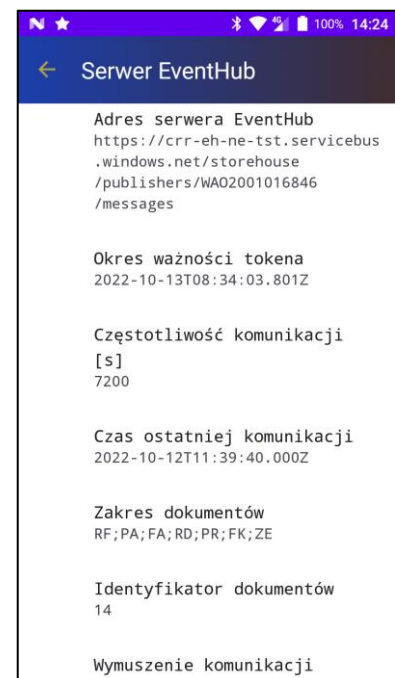 4G 100% 14:24
Serwer EventHub
Adres serwera EventHub
https://crr-eh-ne-tst.servicebus
.windows.net/storehouse
/publishers/WAO2001016846
/messages
Okres ważności tokena
2022-10-13T08:34:03.801Z
Częstotliwość komunikacji
[s]
7200
Czas ostatniej komunikacji
2022-10-12T11:39:40.000Z
Zakres dokumentów
RF;PA;FA;RD;PR;FK;ZE
Identyfikator dokumentów
14
Wymuszenie komunikacji